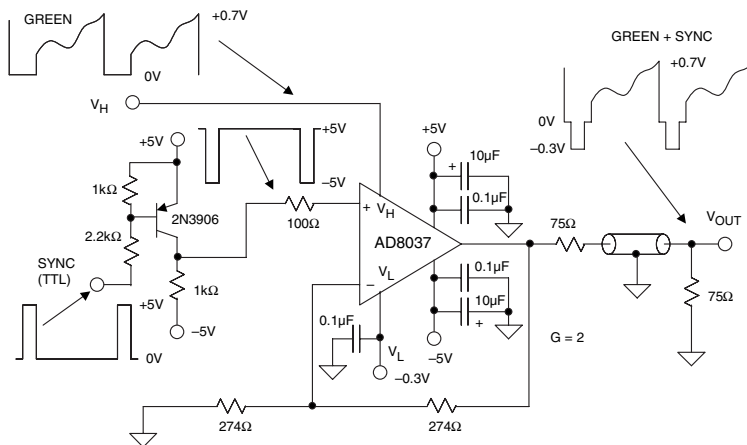 GREEN
+0.7V
0V
V_H
+5V
+5V
–5V
1kΩ
2N3906
2.2kΩ
SYNC
(TTL)
+5V
0V
1kΩ
–5V
100Ω
+
V_H
AD8037
V_L
–
+5V
+
10µF
0.1µF
0.1µF
10µF
+
–5V
0.1µF
V_L
–0.3V
274Ω
274Ω
G = 2
75Ω
GREEN + SYNC
+0.7V
0V
–0.3V
V_OUT
75Ω